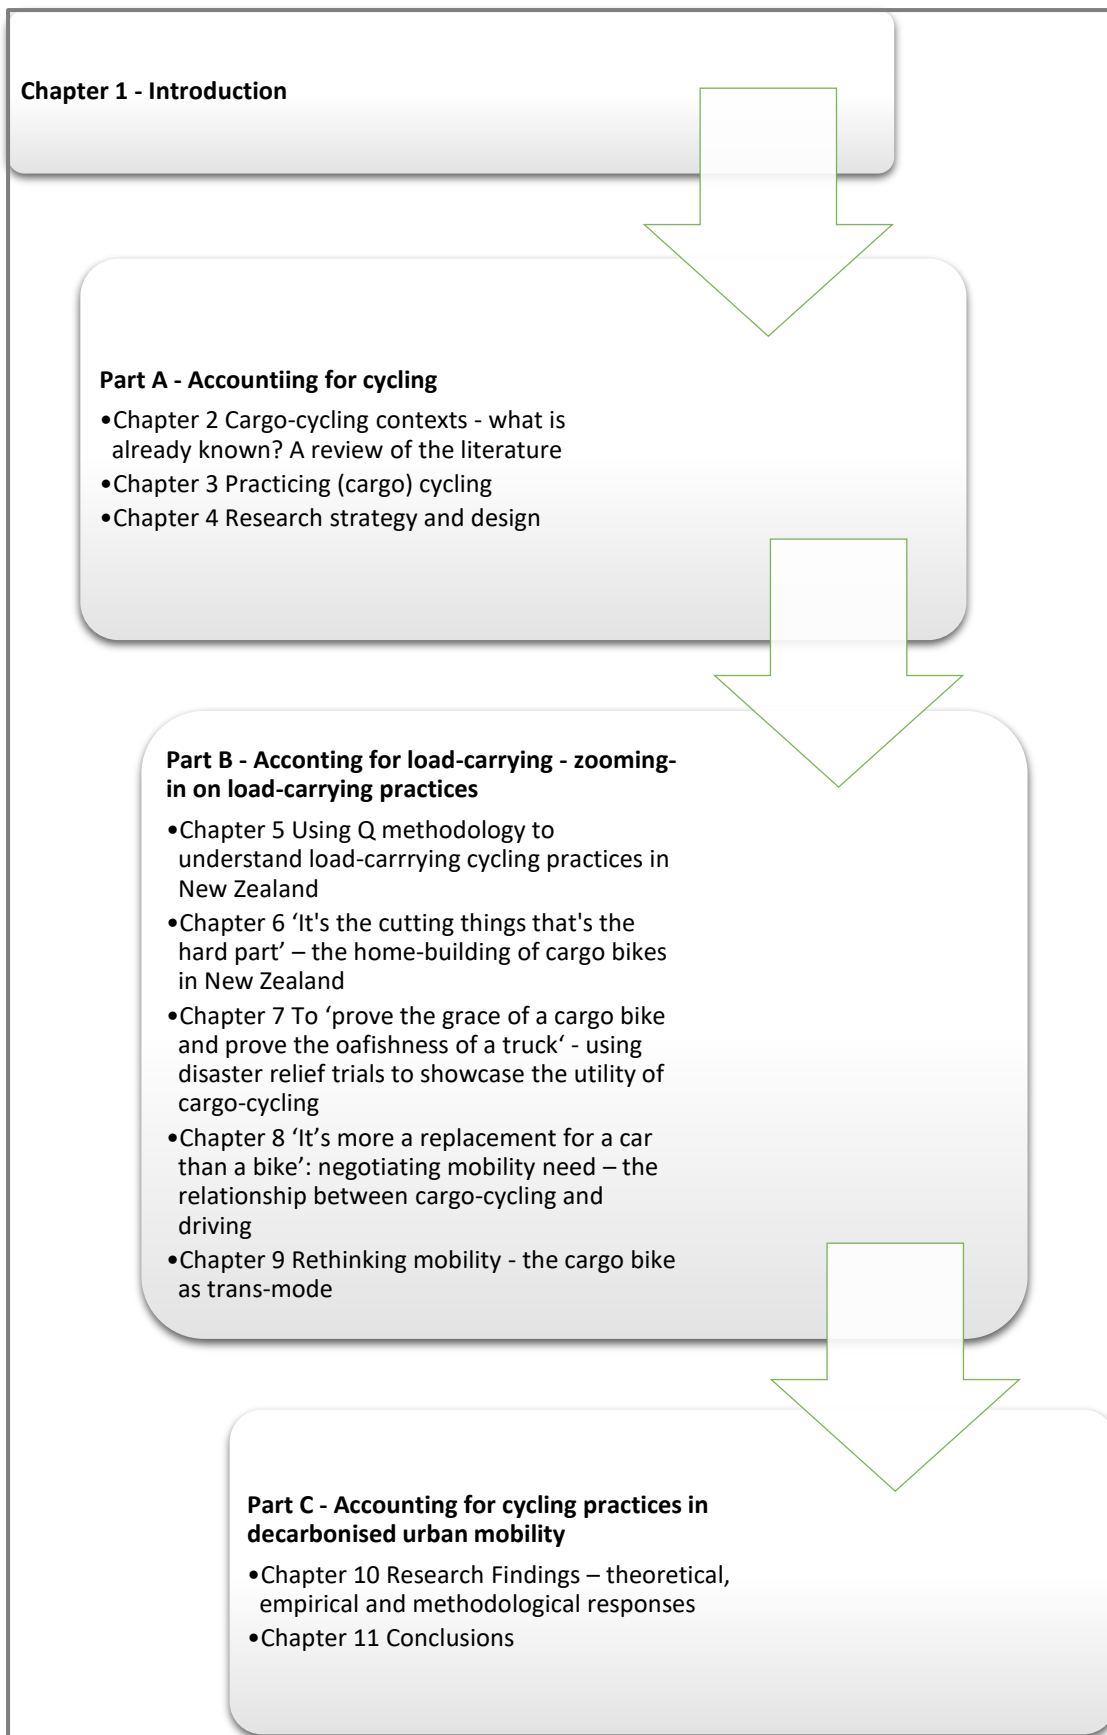 Chapter 1 - Introduction
Part A - Accountiing for cycling
•Chapter 2 Cargo-cycling contexts - what is
already known? A review of the literature
•Chapter 3 Practicing (cargo) cycling
•Chapter 4 Research strategy and design
Part B - Acconting for load-carrying - zooming-
in on load-carrying practices
•Chapter 5 Using Q methodology to
understand load-carrrying cycling practices in
New Zealand
•Chapter 6 ‘It's the cutting things that's the
hard part’ – the home-building of cargo bikes
in New Zealand
•Chapter 7 To ‘prove the grace of a cargo bike
and prove the oafishness of a truck‘ - using
disaster relief trials to showcase the utility of
cargo-cycling
•Chapter 8 ‘It’s more a replacement for a car
than a bike’: negotiating mobility need – the
relationship between cargo-cycling and
driving
•Chapter 9 Rethinking mobility - the cargo bike
as trans-mode
Part C - Accounting for cycling practices in
decarbonised urban mobility
•Chapter 10 Research Findings – theoretical,
empirical and methodological responses
•Chapter 11 Conclusions